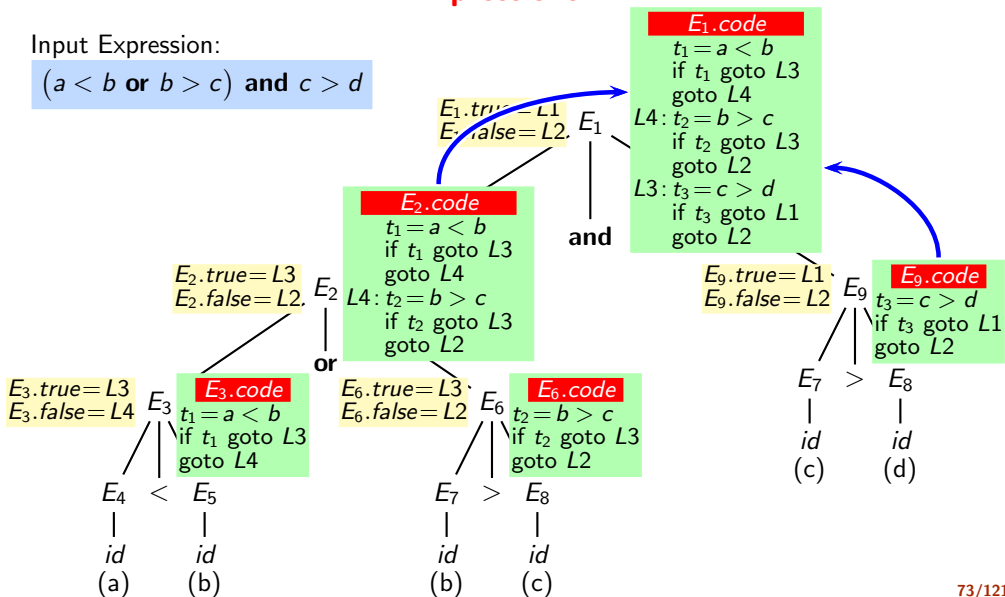 Input Expression:
(a < b or b > c) and c > d
E1.code
t1 = a < b
if t1 goto L3
goto L4
L4: t2 = b > c
if t2 goto L3
goto L2
L3: t3 = c > d
if t3 goto L1
goto L2
E1.true = L1
E1.false = L2
E1
and
E2.code
t1 = a < b
if t1 goto L3
goto L4
L4: t2 = b > c
if t2 goto L3
goto L2
E2.true = L3
E2.false = L2
E2
or
E9.true = L1
E9.false = L2
E9
E9.code
t3 = c > d
if t3 goto L1
goto L2
E7 > E8
id id
(c) (d)
E3.true = L3
E3.false = L4
E3
E3.code
t1 = a < b
if t1 goto L3
goto L4
E4 < E5
id id
(a) (b)
E6.true = L3
E6.false = L2
E6
E6.code
t2 = b > c
if t2 goto L3
goto L2
E7 > E8
id id
(b) (c)
73/121